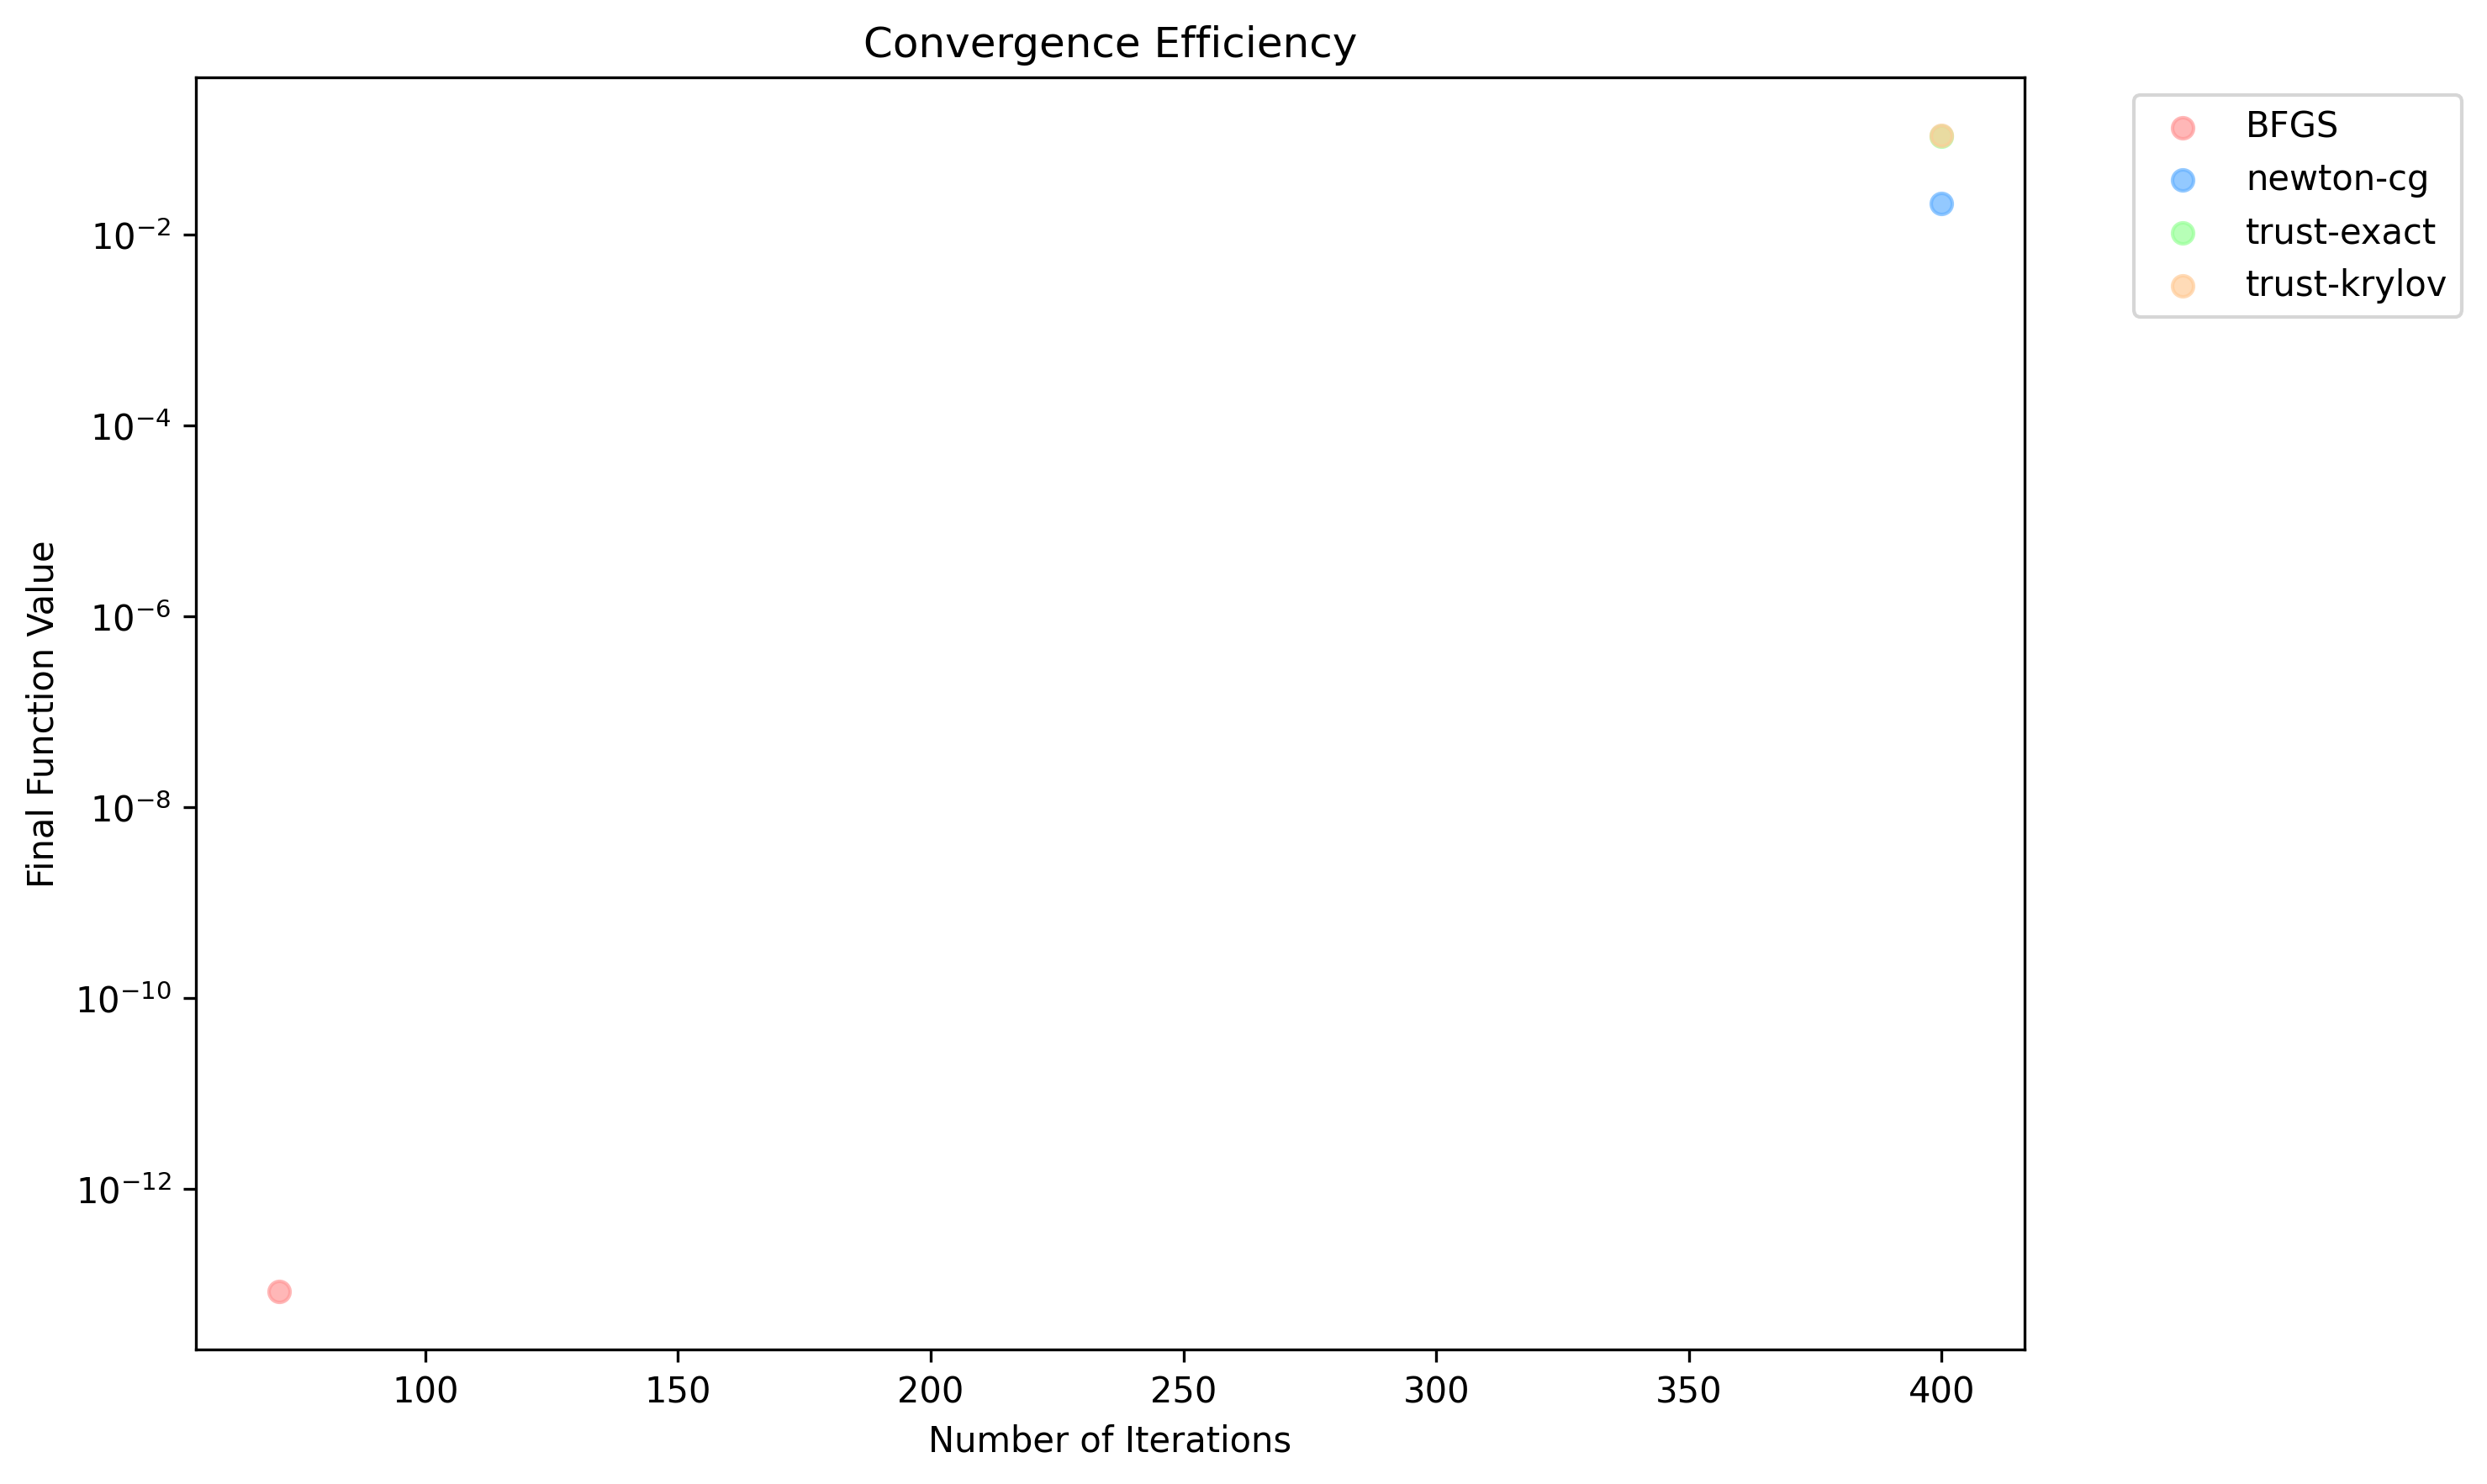 Convergence Efficiency
BFGS
newton-cg
trust-exact
trust-krylov
Final Function Value
10⁻²
10⁻⁴
10⁻⁶
10⁻⁸
10⁻¹⁰
10⁻¹²
100 150 200 250 300 350 400
Number of Iterations